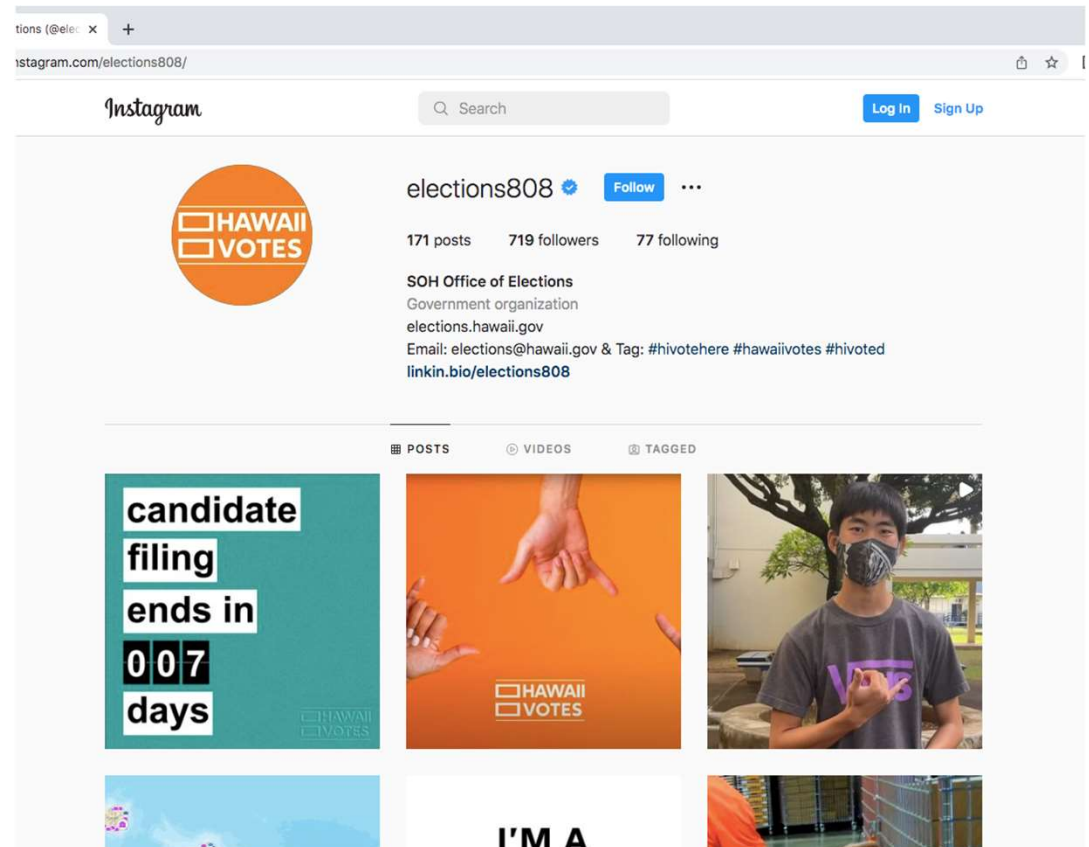 tions (@elec
nstagram.com/elections808/
Instagram
Search
Log In
Sign Up
HAWAII
VOTES
elections808
Follow
171 posts 719 followers 77 following
SOH Office of Elections
Government organization
elections.hawaii.gov
Email: elections@hawaii.gov & Tag: #hivotehere #hawaiivotes #hivoted
linkin.bio/elections808
POSTS VIDEOS TAGGED
candidate
filing
ends in
007
days
HAWAII
VOTES
HAWAII
VOTES
I'M A